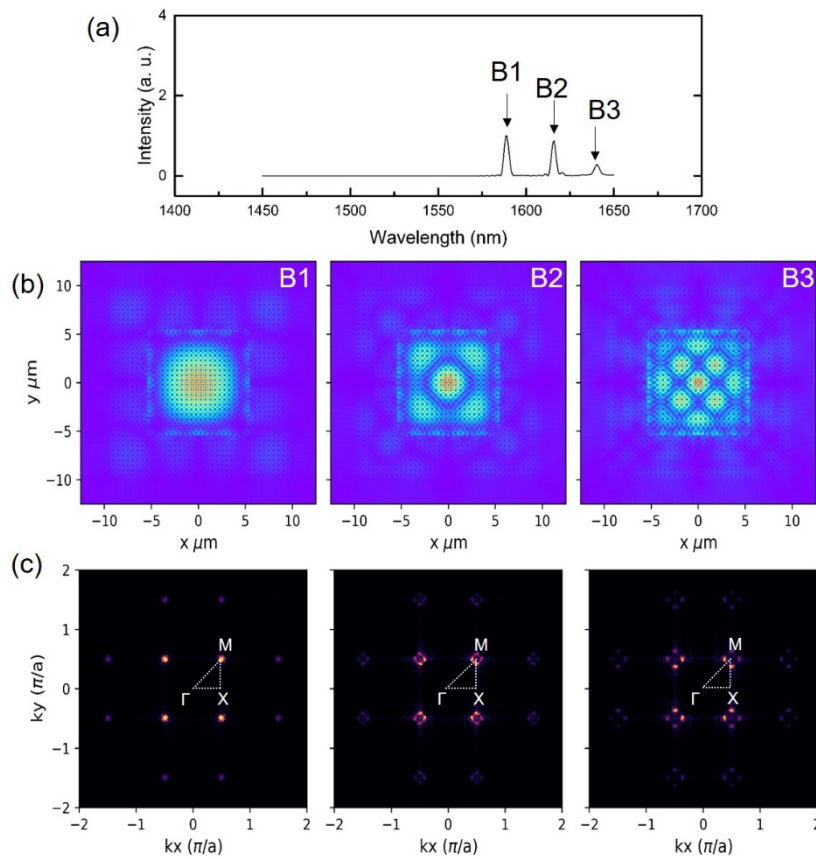 (a)
4
2
0
Intensity (a. u.)
B1
B2
B3
1400 1450 1500 1550 1600 1650 1700
Wavelength (nm)
(b)
B1
B2
B3
10
5
0
−5
−10
y μm
−10 −5 0 5 10
−10 −5 0 5 10
−10 −5 0 5 10
x μm
x μm
x μm
(c)
2
1
0
−1
−2
ky (π/a)
M
Γ
X
M
Γ
X
M
Γ
X
−2 −1 0 1 2
−2 −1 0 1 2
−2 −1 0 1 2
kx (π/a)
kx (π/a)
kx (π/a)